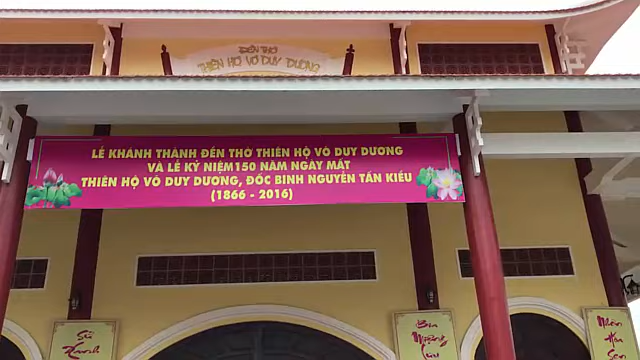 ĐỀN THỜ
THIÊN HỘ VÕ DUY DƯƠNG
LỄ KHÁNH THÀNH ĐỀN THỜ THIÊN HỘ VÕ DUY DƯƠNG
VÀ LỄ KỶ NIỆM150 NĂM NGÀY MẤT
THIÊN HỘ VÕ DUY DƯƠNG, ĐỐC BINH NGUYỄN TẤN KIỀU
(1866 - 2016)